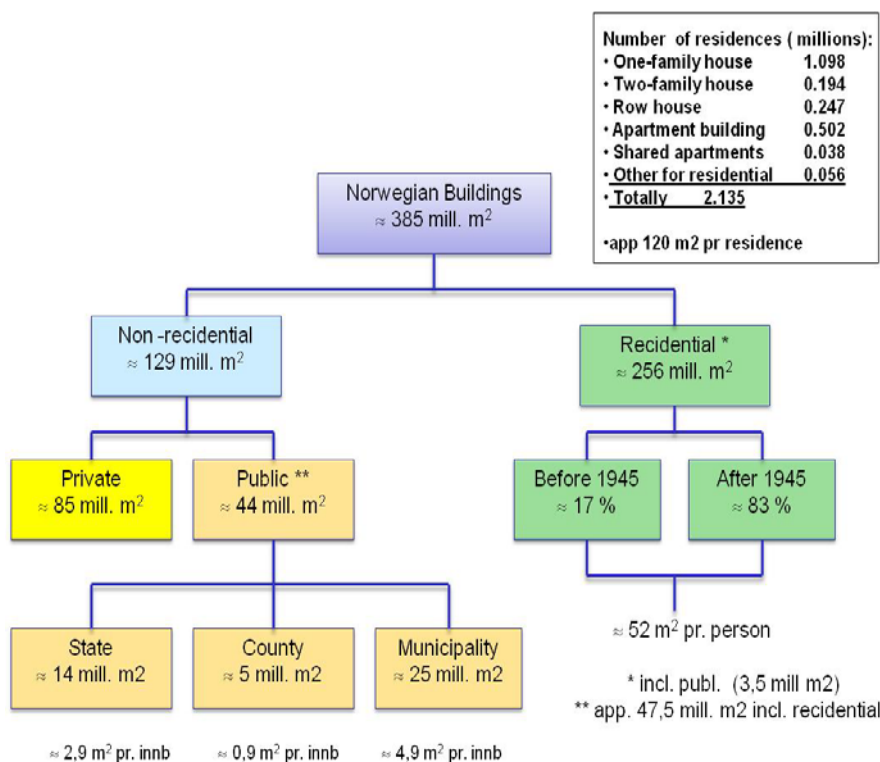 Number of residences ( millions):
• One-family house 1.098
• Two-family house 0.194
• Row house 0.247
• Apartment building 0.502
• Shared apartments 0.038
• Other for residential 0.056
• Totally 2.135
•app 120 m2 pr residence
Norwegian Buildings
≈ 385 mill. m²
Non -recidential
≈ 129 mill. m²
Recidential *
≈ 256 mill. m²
Private
≈ 85 mill. m²
Public **
≈ 44 mill. m²
Before 1945
≈ 17 %
After 1945
≈ 83 %
State
≈ 14 mill. m2
County
≈ 5 mill. m2
Municipality
≈ 25 mill. m2
≈ 52 m² pr. person
* incl. publ. (3,5 mill m2)
** app. 47,5 mill. m2 incl. residential
≈ 2,9 m² pr. innb
≈ 0,9 m² pr. innb
≈ 4,9 m² pr. innb